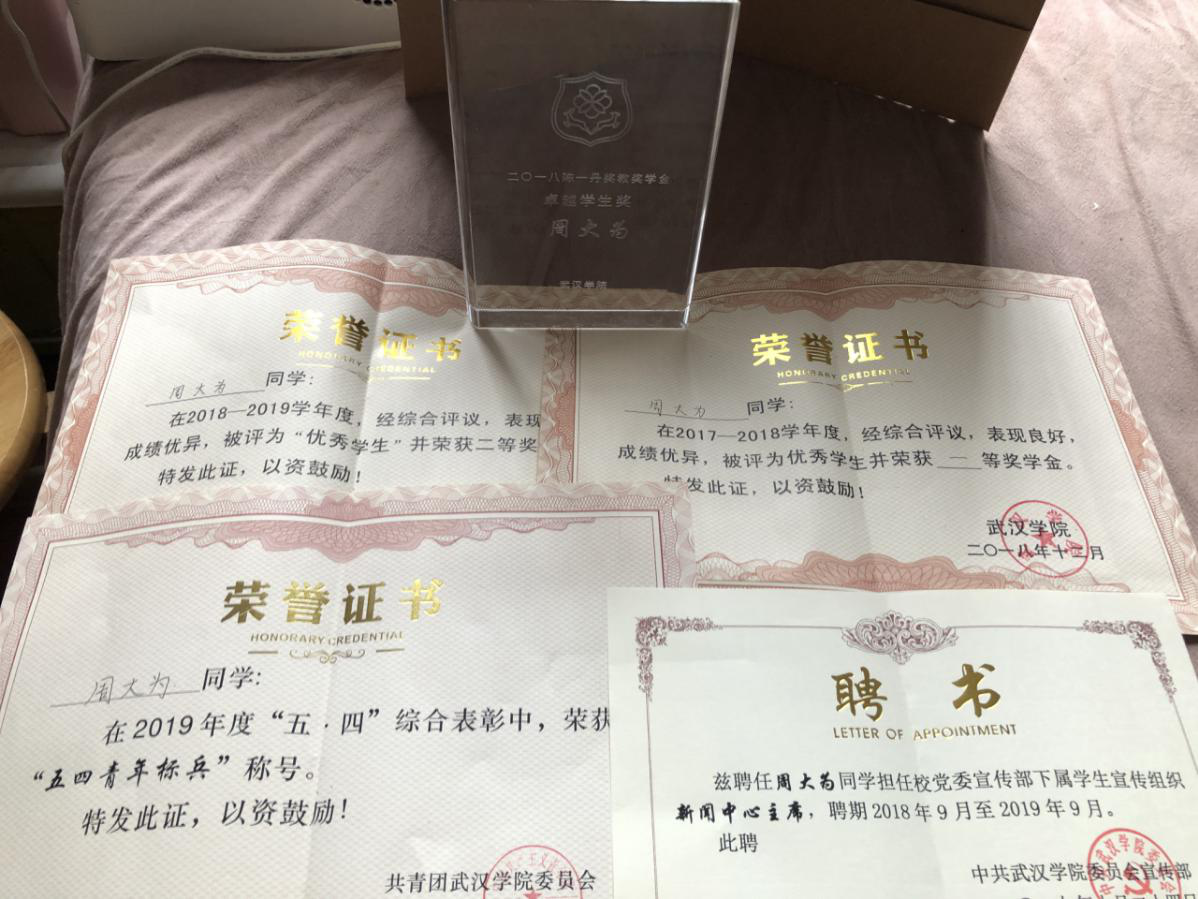 二〇一八陈一丹奖教奖学金
卓越学生奖
周大为
武汉学院
荣誉证书
HONORARY CREDENTIAL
周大为 同学:
在2018—2019学年度，经综合评议，表现
成绩优异，被评为“优秀学生”并荣获二等奖
特发此证，以资鼓励!
荣誉证书
HONORARY CREDENTIAL
周大为 同学:
在2017—2018学年度，经综合评议，表现良好，
成绩优异，被评为优秀学生并荣获 等奖学金。
特发此证，以资鼓励!
武汉学院
二〇一八年十二月
荣誉证书
HONORARY CREDENTIAL
周大为 同学:
在2019年度“五·四”综合表彰中，荣获
“五四青年标兵”称号。
特发此证，以资鼓励!
共青团武汉学院委员会
聘书
LETTER OF APPOINTMENT
兹聘任周大为同学担任校党委宣传部下属学生宣传组织
新闻中心主席，聘期2018年9月至2019年9月。
此聘
中共武汉学院委员会宣传部